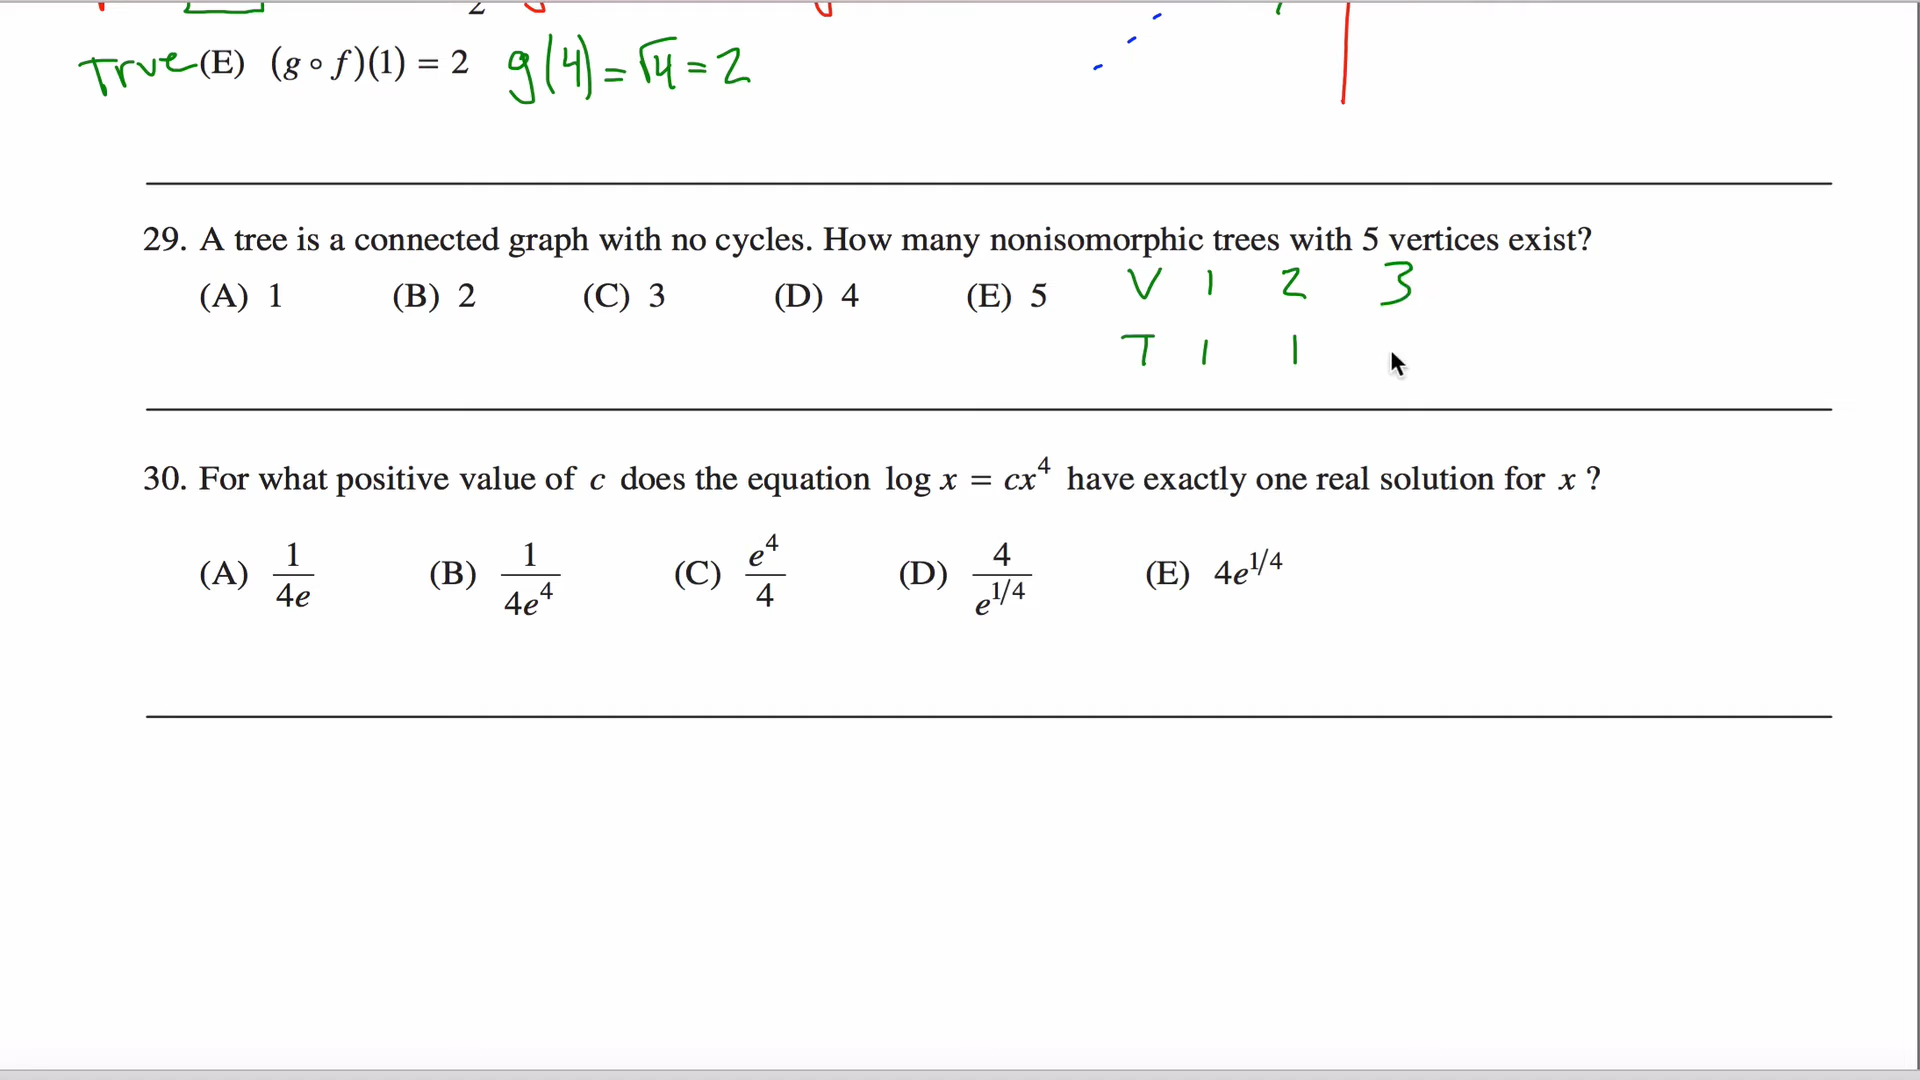 2
True (E) (g ∘ f)(1) = 2 g(4) = √4 = 2
29. A tree is a connected graph with no cycles. How many nonisomorphic trees with 5 vertices exist?
(A) 1 (B) 2 (C) 3 (D) 4 (E) 5 V 1 2 3
T 1 1
30. For what positive value of c does the equation log x = cx⁴ have exactly one real solution for x ?
(A) 1/4e (B) 1/4e⁴ (C) e⁴/4 (D) 4/e^{1/4} (E) 4e^{1/4}